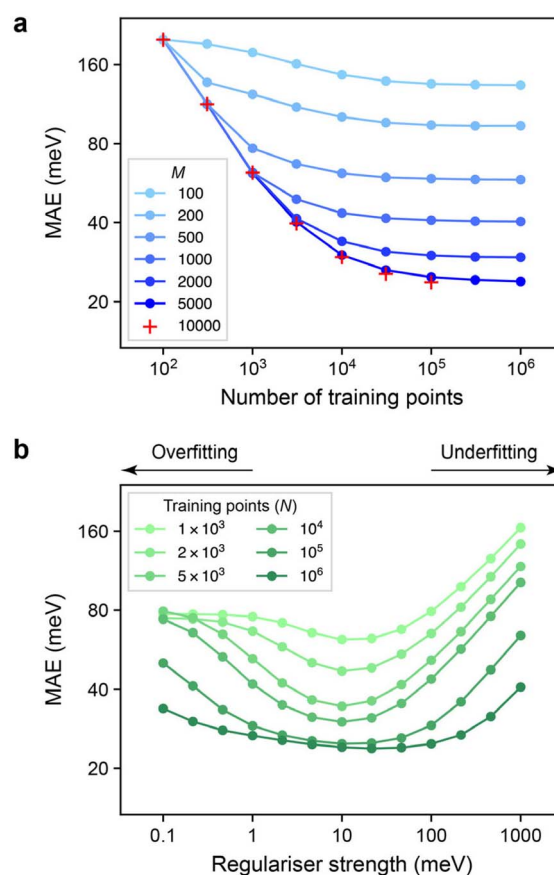 a
MAE (meV)
160
80
40
20
M
100
200
500
1000
2000
5000
10000
10² 10³ 10⁴ 10⁵ 10⁶
Number of training points
b
Overfitting Underfitting
MAE (meV)
160
80
40
20
Training points (N)
1 × 10³ 10⁴
2 × 10³ 10⁵
5 × 10³ 10⁶
0.1 1 10 100 1000
Regulariser strength (meV)